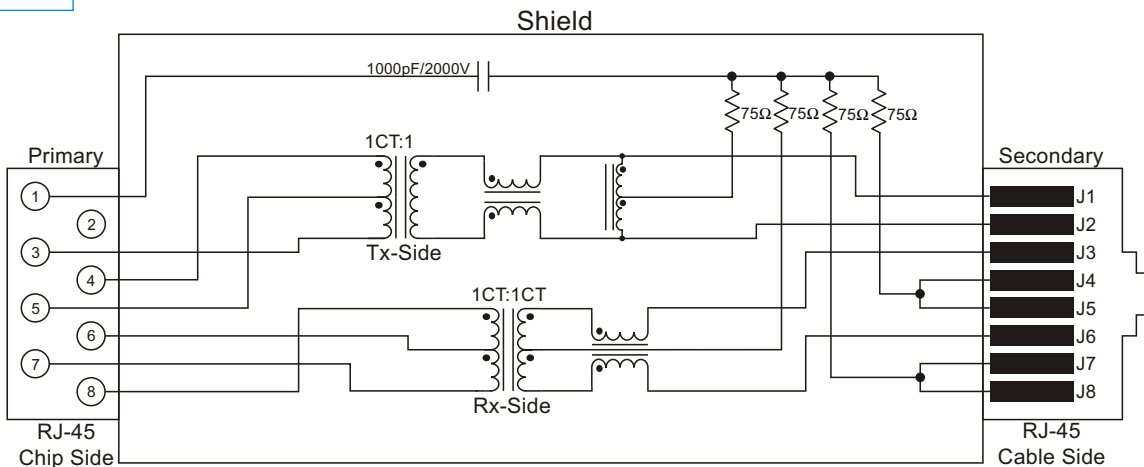 Shield
1000pF/2000V
75Ω 75Ω 75Ω 75Ω
1CT:1
Primary
Secondary
1
J1
2
J2
3
J3
Tx-Side
4
J4
1CT:1CT
5
J5
6
J6
7
J7
8
J8
Rx-Side
RJ-45
Chip Side
RJ-45
Cable Side